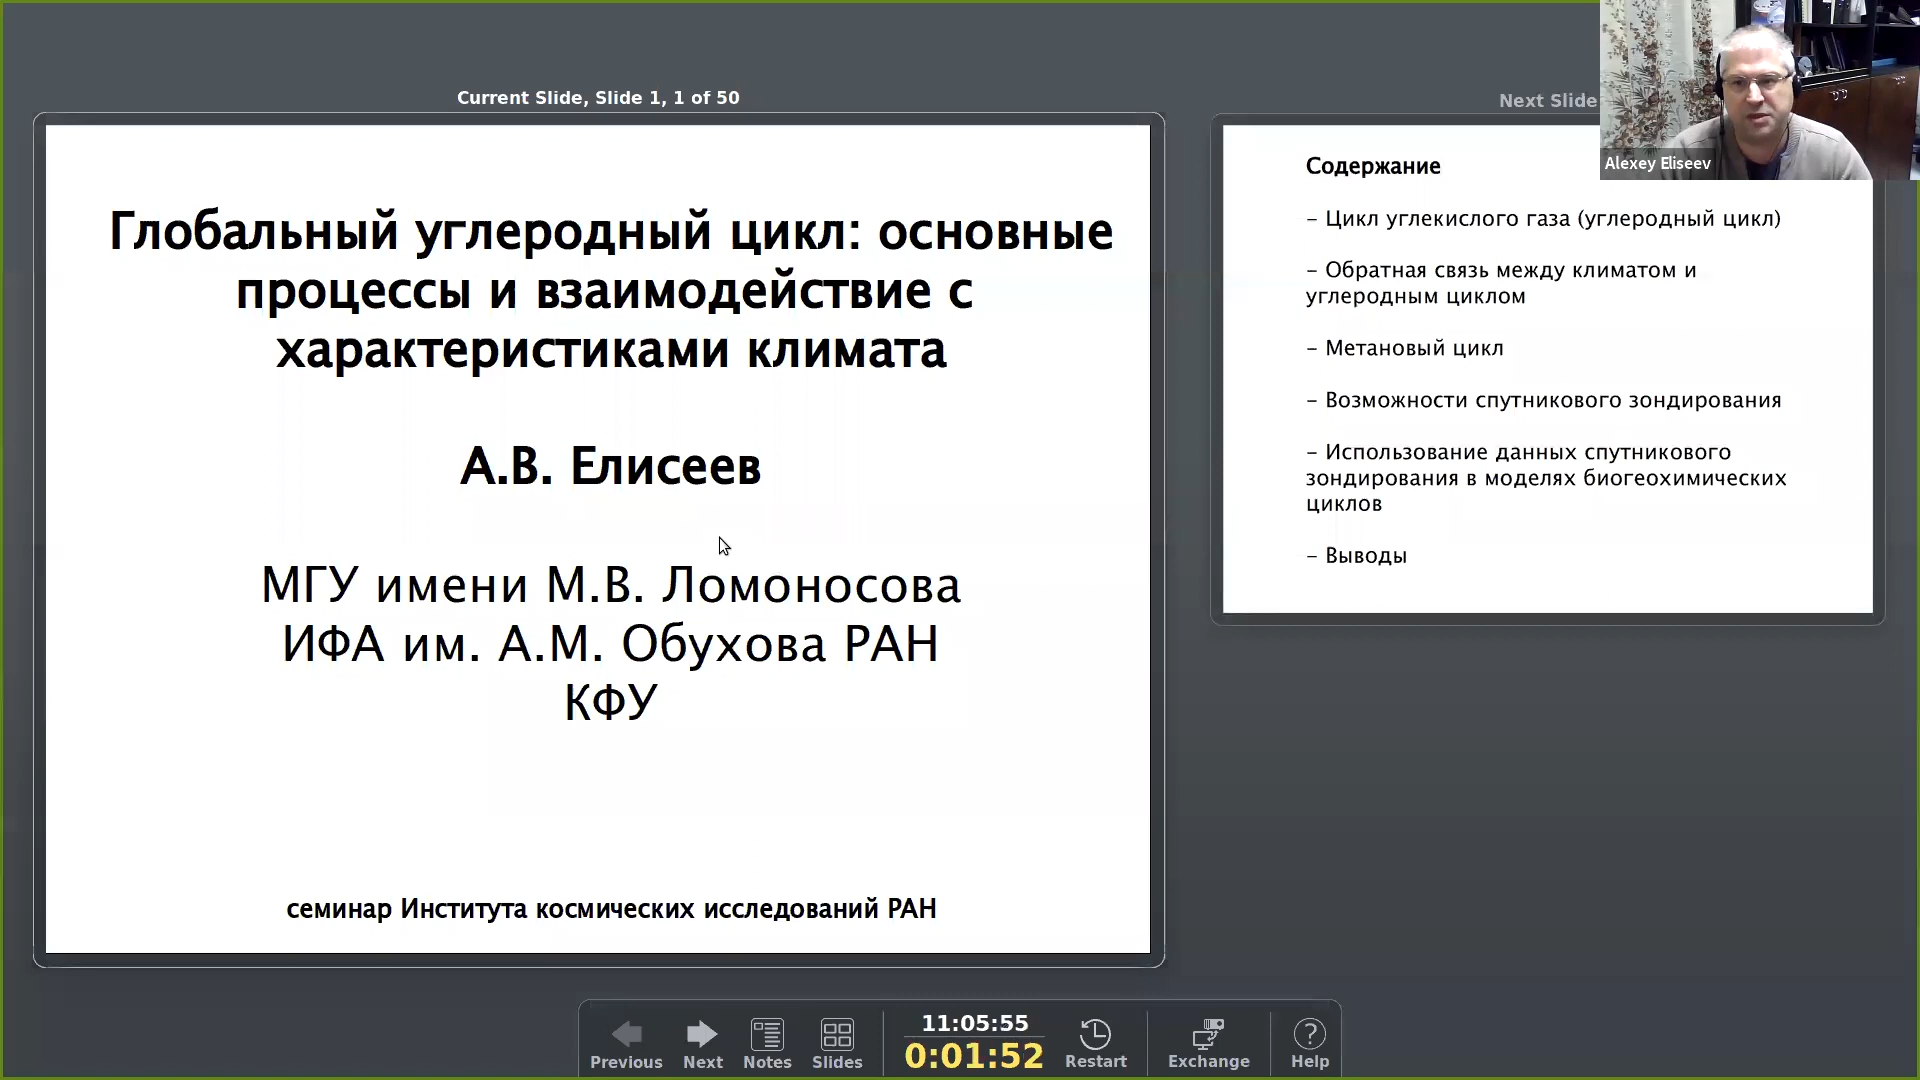 Current Slide, Slide 1, 1 of 50
Глобальный углеродный цикл: основные
процессы и взаимодействие с
характеристиками климата
А.В. Елисеев
МГУ имени М.В. Ломоносова
ИФА им. А.М. Обухова РАН
КФУ
семинар Института космических исследований РАН
Next Slide
Alexey Eliseev
Содержание
– Цикл углекислого газа (углеродный цикл)
– Обратная связь между климатом и
углеродным циклом
– Метановый цикл
– Возможности спутникового зондирования
– Использование данных спутникового
зондирования в моделях биогеохимических
циклов
– Выводы
Previous
Next
Notes
Slides
11:05:55
0:01:52
Restart
Exchange
Help